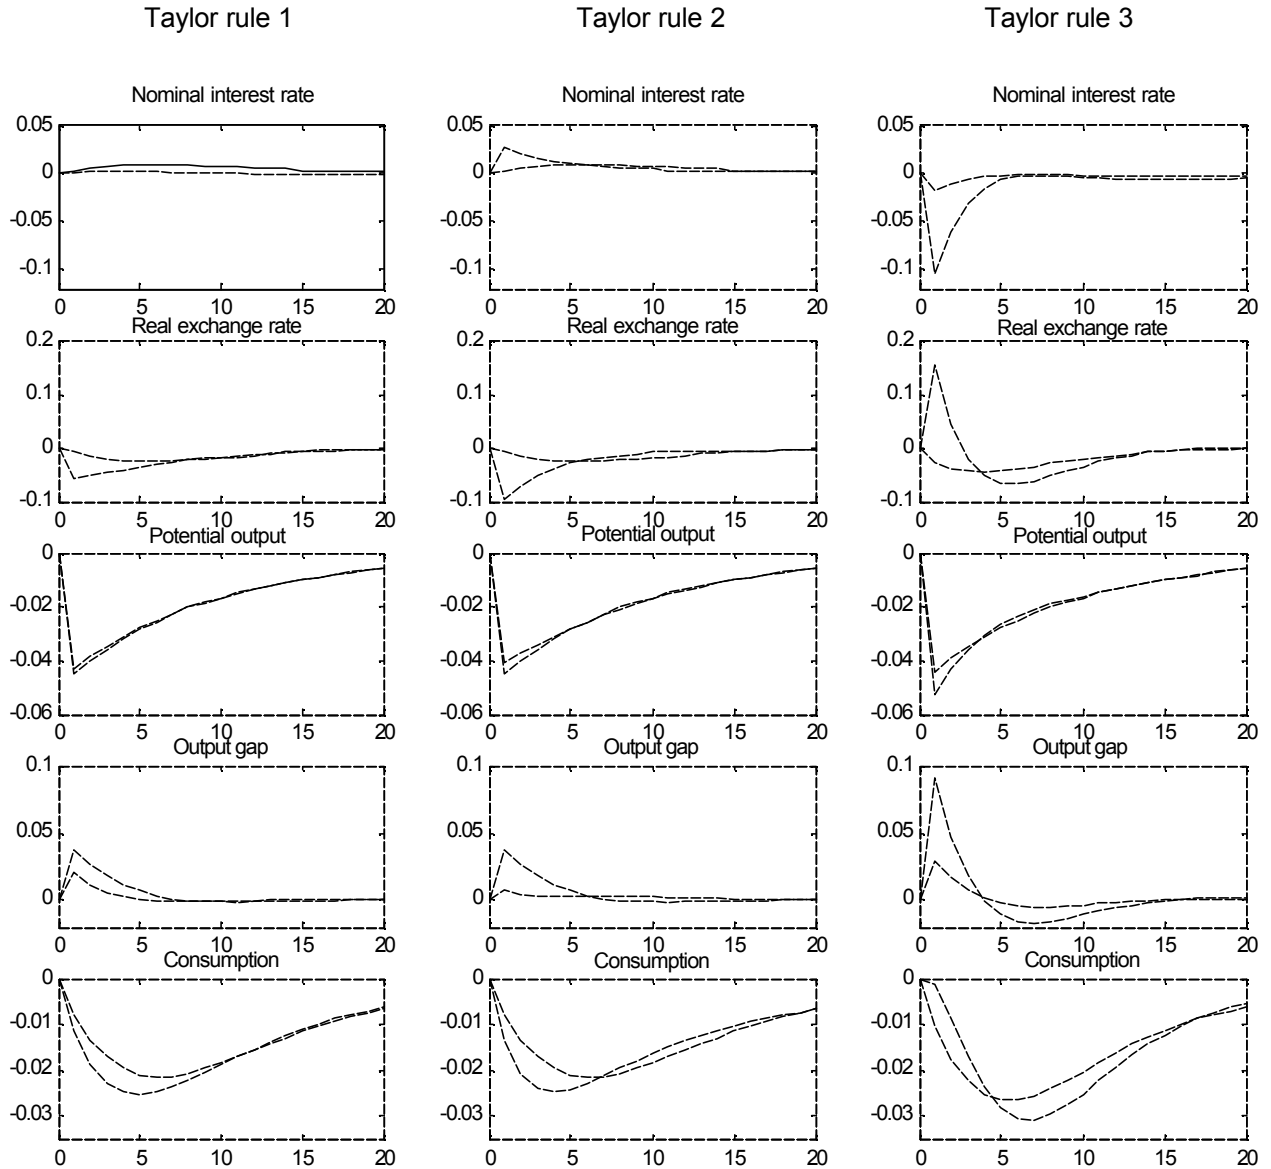 Taylor rule 1 Taylor rule 2 Taylor rule 3
Nominal interest rate Nominal interest rate Nominal interest rate
0.05 0.05 0.05
0 0 0
-0.05 -0.05 -0.05
-0.1 -0.1 -0.1
0 5 10 15 20 0 5 10 15 20 0 5 10 15 20
Real exchange rate Real exchange rate Real exchange rate
0.2 0.2 0.2
0.1 0.1 0.1
0 0 0
-0.1 -0.1 -0.1
0 5 10 15 20 0 5 10 15 20 0 5 10 15 20
Potential output Potential output Potential output
0 0 0
-0.02 -0.02 -0.02
-0.04 -0.04 -0.04
-0.06 -0.06 -0.06
0 5 10 15 20 0 5 10 15 20 0 5 10 15 20
Output gap Output gap Output gap
0.1 0.1 0.1
0.05 0.05 0.05
0 0 0
0 5 10 15 20 0 5 10 15 20 0 5 10 15 20
Consumption Consumption Consumption
0 0 0
-0.01 -0.01 -0.01
-0.02 -0.02 -0.02
-0.03 -0.03 -0.03
0 5 10 15 20 0 5 10 15 20 0 5 10 15 20